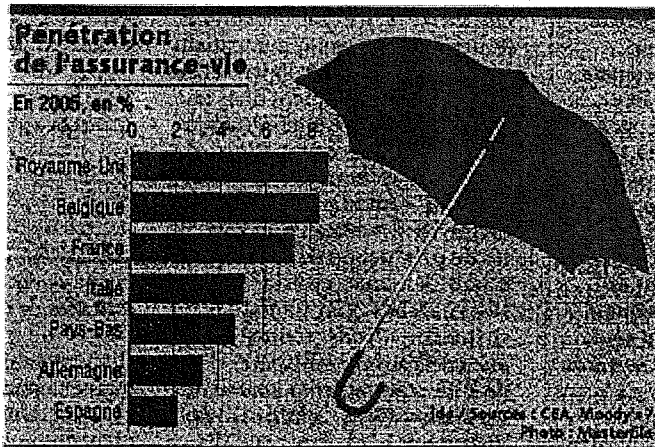 Pénétration
de l'assurance-vie
En 2005, en %
0 2 4 6 8
Royaume-Uni
Belgique
France
Italie
Pays-Bas
Allemagne
Espagne
Idé / Sources : CEA, Moody's
Photo : Masterfile